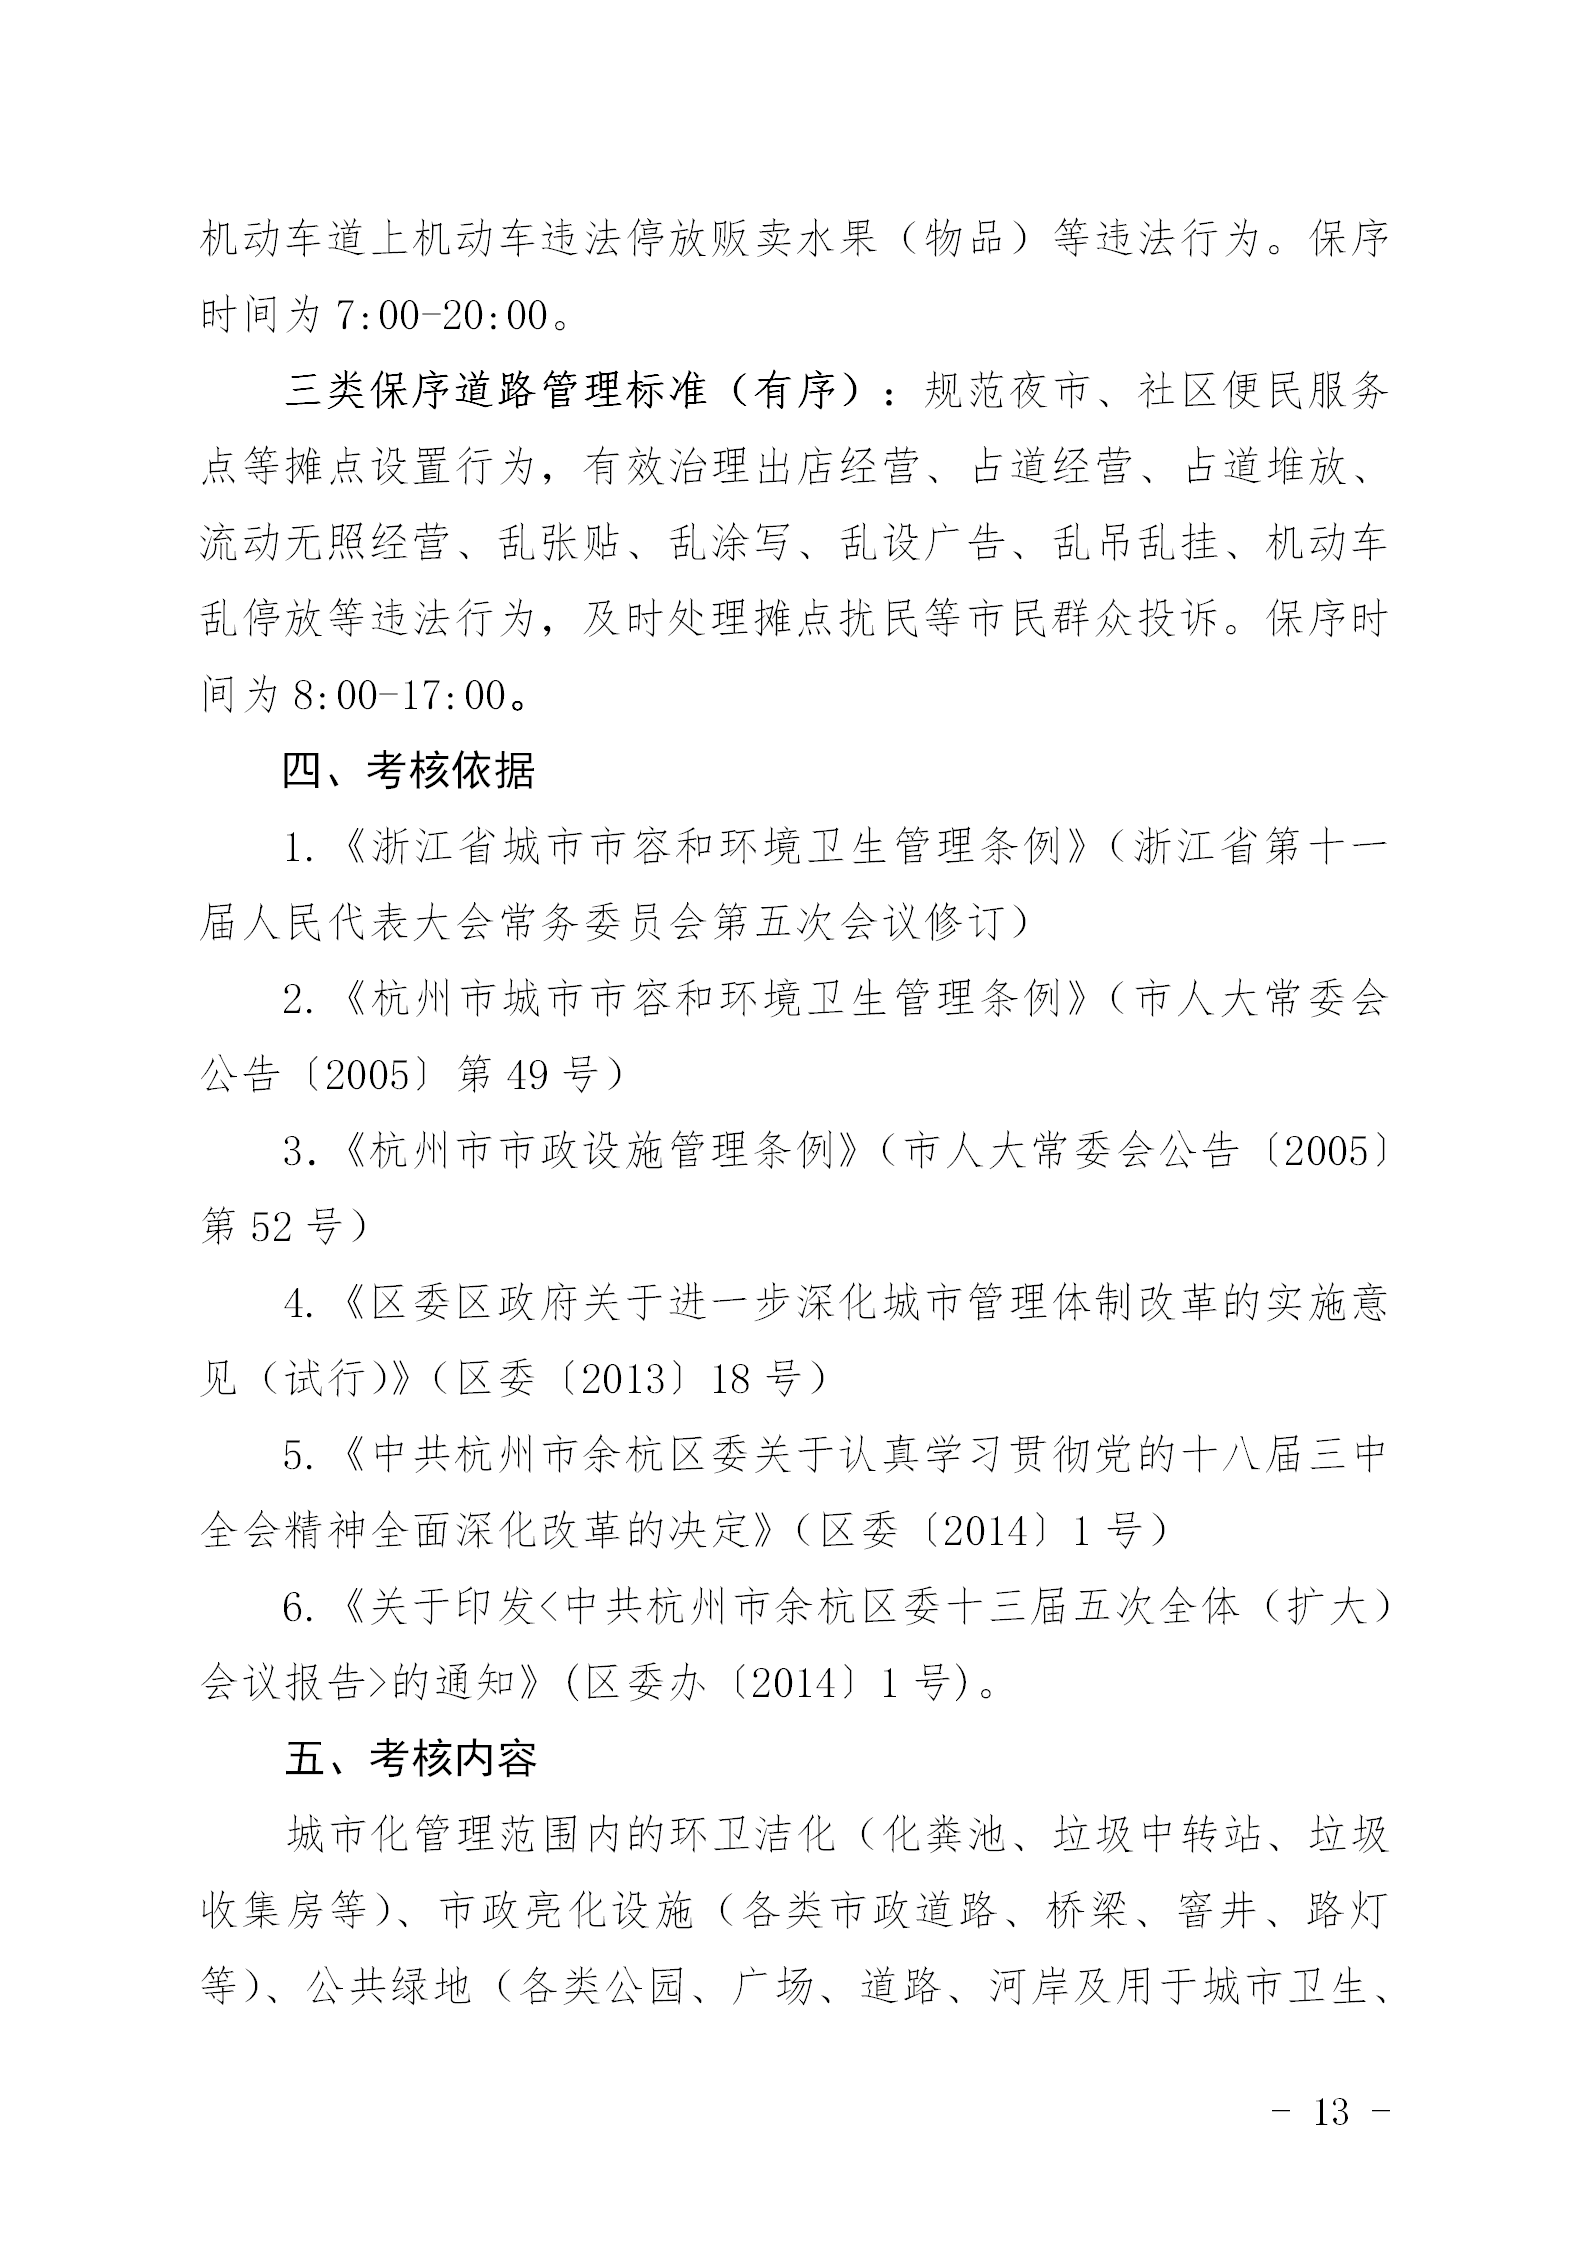 机动车道上机动车违法停放贩卖水果（物品）等违法行为。保序
时间为 7:00-20:00。
三类保序道路管理标准（有序）：规范夜市、社区便民服务
点等摊点设置行为，有效治理出店经营、占道经营、占道堆放、
流动无照经营、乱张贴、乱涂写、乱设广告、乱吊乱挂、机动车
乱停放等违法行为，及时处理摊点扰民等市民群众投诉。保序时
间为 8:00-17:00。
四、考核依据
1.《浙江省城市市容和环境卫生管理条例》（浙江省第十一
届人民代表大会常务委员会第五次会议修订）
2.《杭州市城市市容和环境卫生管理条例》（市人大常委会
公告〔2005〕第 49 号）
3.《杭州市市政设施管理条例》（市人大常委会公告〔2005〕
第 52 号）
4.《区委区政府关于进一步深化城市管理体制改革的实施意
见（试行)》（区委〔2013〕18 号）
5.《中共杭州市余杭区委关于认真学习贯彻党的十八届三中
全会精神全面深化改革的决定》（区委〔2014〕1 号）
6.《关于印发<中共杭州市余杭区委十三届五次全体（扩大）
会议报告>的通知》(区委办〔2014〕1 号)。
五、考核内容
城市化管理范围内的环卫洁化（化粪池、垃圾中转站、垃圾
收集房等)、市政亮化设施（各类市政道路、桥梁、窨井、路灯
等)、公共绿地（各类公园、广场、道路、河岸及用于城市卫生、
- 13 -